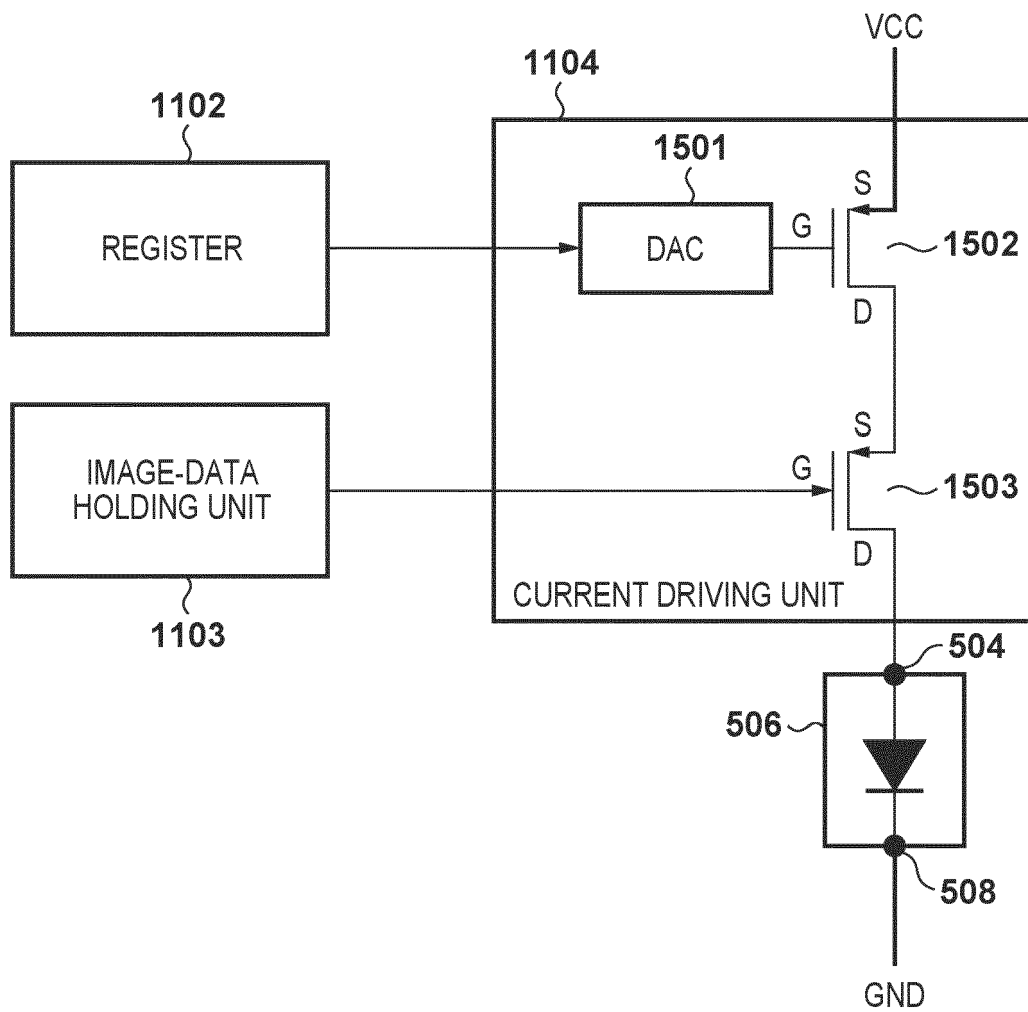 VCC
1104
1102
1501
S
REGISTER
G
DAC
1502
D
S
IMAGE-DATA
HOLDING UNIT
G
1503
D
CURRENT DRIVING UNIT
1103
504
506
508
GND